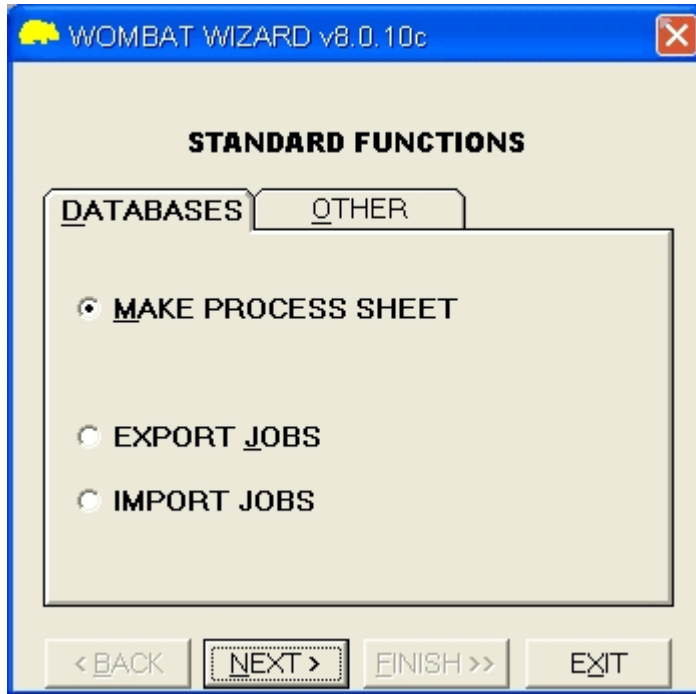 WOMBAT WIZARD v8.0.10c
STANDARD FUNCTIONS
DATABASES OTHER
MAKE PROCESS SHEET
EXPORT JOBS
IMPORT JOBS
< BACK NEXT > FINISH >> EXIT